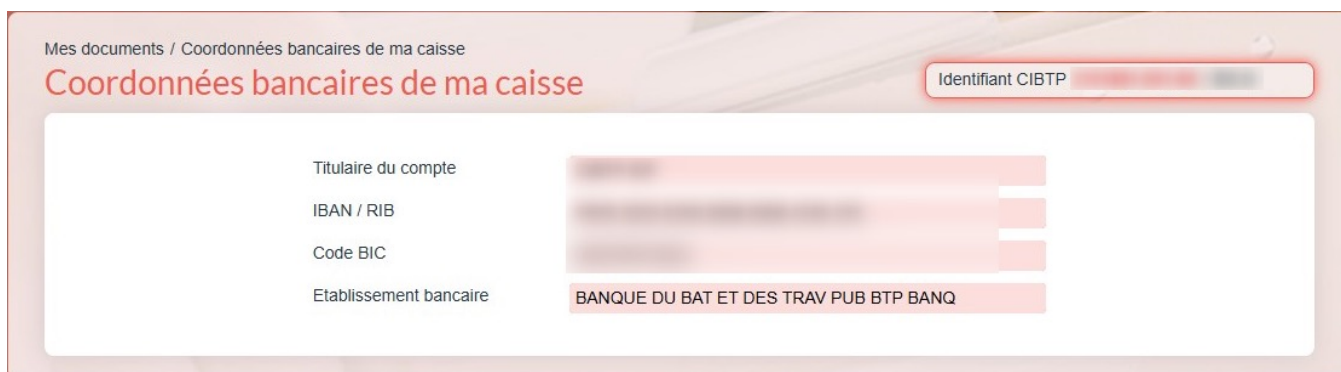 Mes documents / Coordonnées bancaires de ma caisse
Coordonnées bancaires de ma caisse
Identifiant CIBTP
Titulaire du compte
IBAN / RIB
Code BIC
Etablissement bancaire BANQUE DU BAT ET DES TRAV PUB BTP BANQ